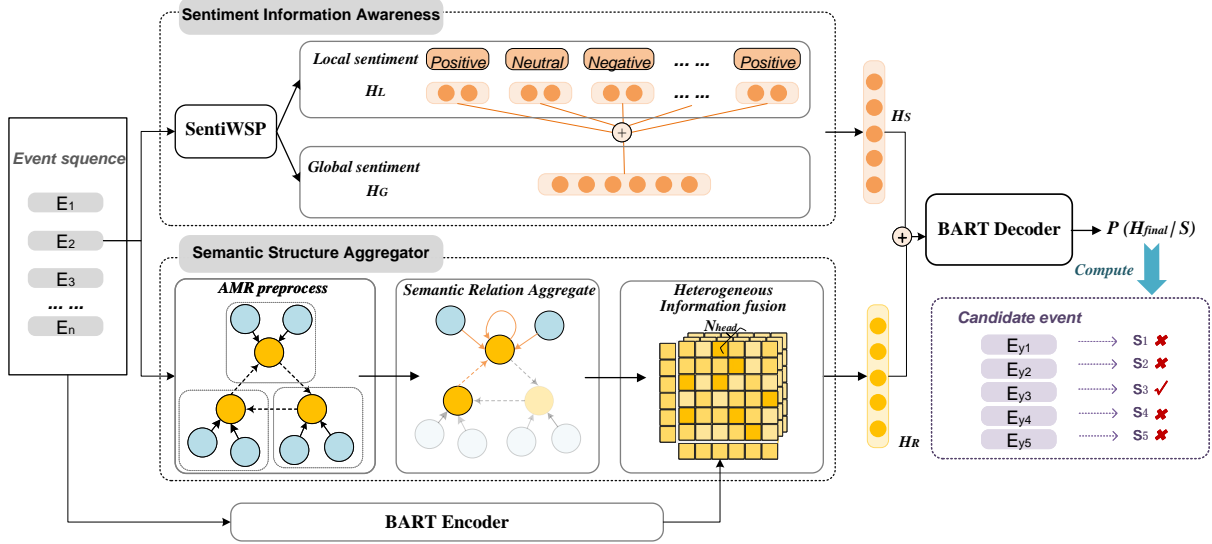 Sentiment Information Awareness
Local sentiment
Positive
Neutral
Negative
... ...
Positive
HL
... ...
SentiWSP
Global sentiment
HG
Event squence
E1
E2
E3
... ...
En
Semantic Structure Aggregator
AMR preprocess
Semantic Relation Aggregate
Heterogeneous
Information fusion
Nhead
BART Encoder
HS
HR
BART Decoder
P (Hfinal / S)
Compute
Candidate event
Ey1
S1 ✘
Ey2
S2 ✘
Ey3
S3 ✓
Ey4
S4 ✘
Ey5
S5 ✘